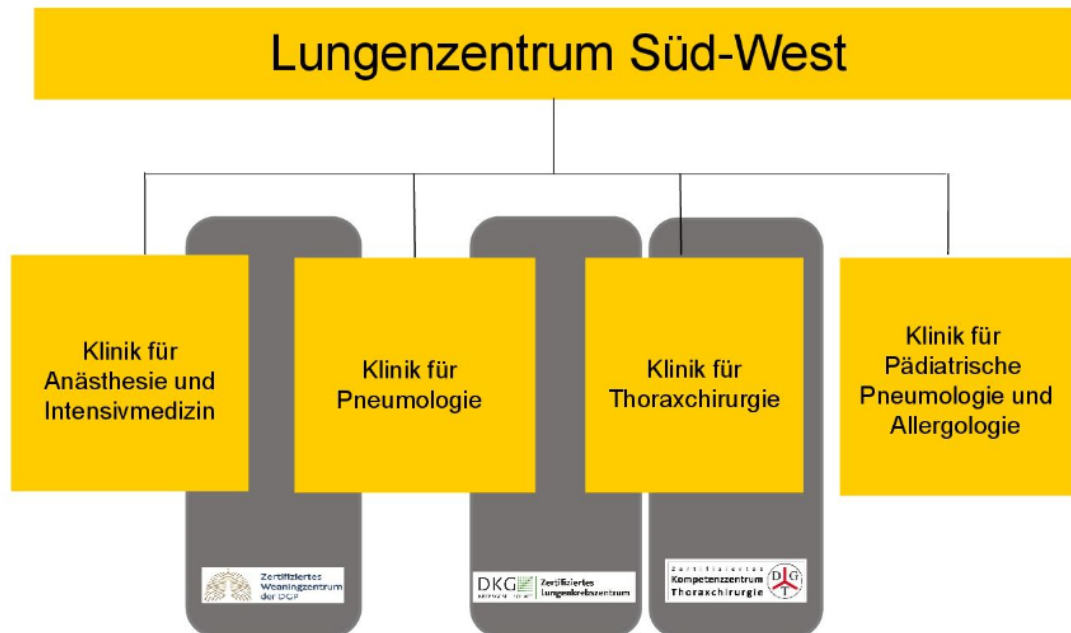 Lungenzentrum Süd-West
Klinik für
Anästhesie und
Intensivmedizin
Klinik für
Pneumologie
Klinik für
Thoraxchirurgie
Klinik für
Pädiatrische
Pneumologie und
Allergologie
Zertifiziertes
Weaningzentrum
der DGP
DKG
Zertifiziertes
Lungenkrebszentrum
Zertifiziertes
Kompetenzzentrum
Thoraxchirurgie
D G
T